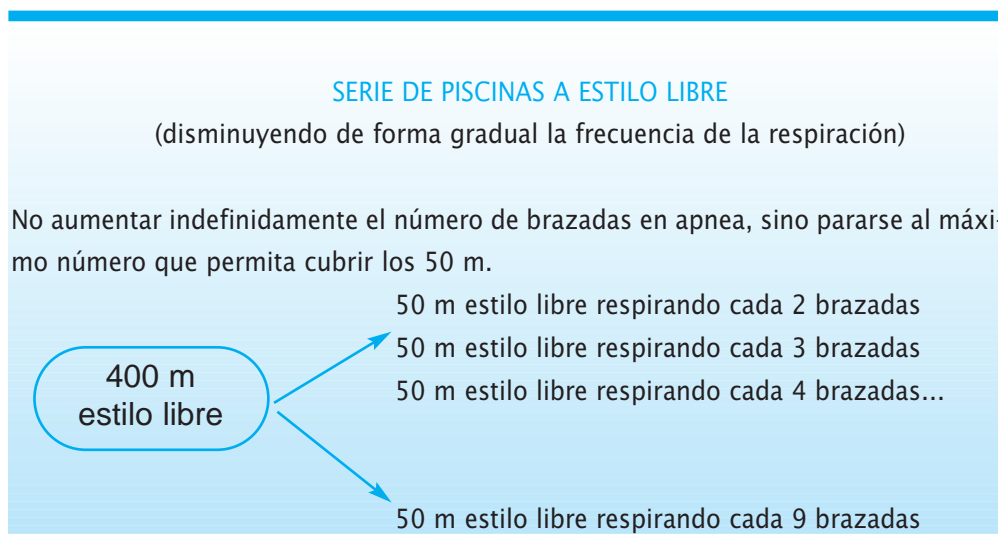 SERIE DE PISCINAS A ESTILO LIBRE
(disminuyendo de forma gradual la frecuencia de la respiración)
No aumentar indefinidamente el número de brazadas en apnea, sino pararse al máxi-
mo número que permita cubrir los 50 m.
50 m estilo libre respirando cada 2 brazadas
50 m estilo libre respirando cada 3 brazadas
50 m estilo libre respirando cada 4 brazadas...
400 m
estilo libre
50 m estilo libre respirando cada 9 brazadas